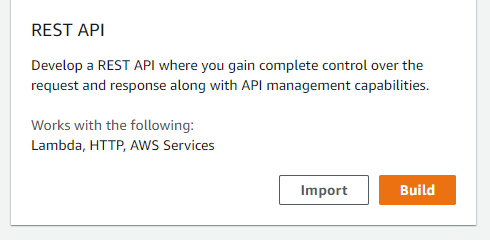 REST API
Develop a REST API where you gain complete control over the
request and response along with API management capabilities.
Works with the following:
Lambda, HTTP, AWS Services
Import
Build